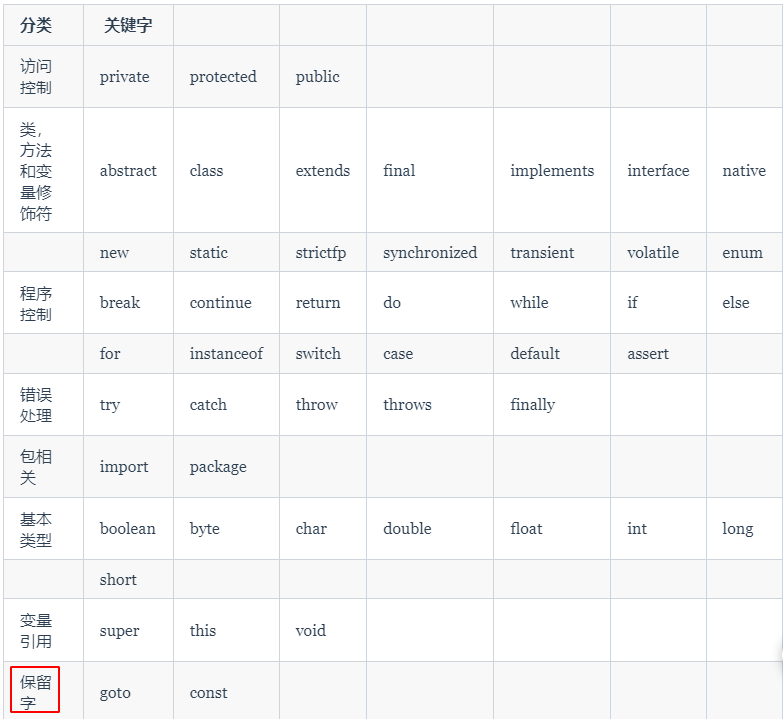 分类 关键字
访问
控制 private protected public
类，
方法
和变
量修
饰符 abstract class extends final implements interface native
new static strictfp synchronized transient volatile enum
程序
控制 break continue return do while if else
for instanceof switch case default assert
错误
处理 try catch throw throws finally
包相
关 import package
基本
类型 boolean byte char double float int long
short
变量
引用 super this void
保留
字 goto const